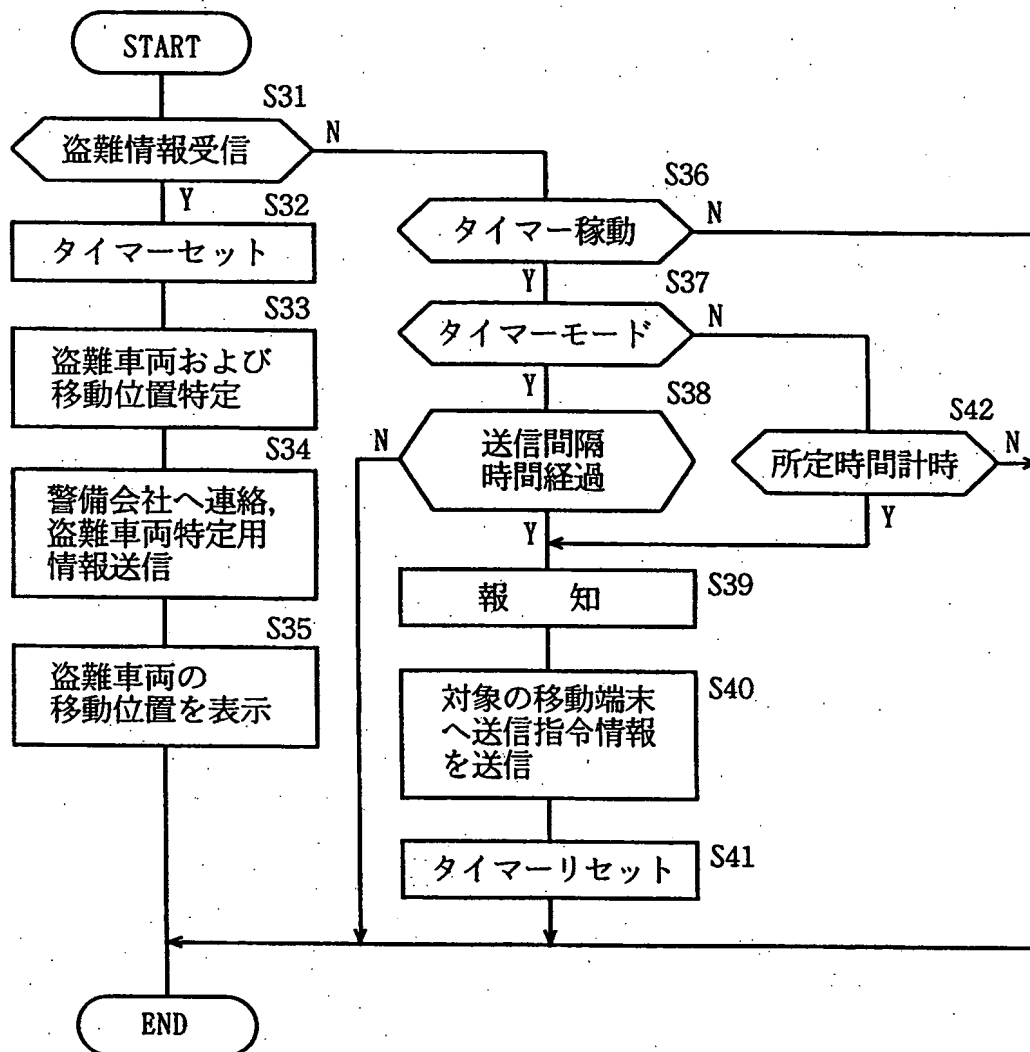 START
S31
盗難情報受信
N
Y
S32
タイマーセット
S33
盗難車両および
移動位置特定
S34
警備会社へ連絡,
盗難車両特定用
情報送信
S35
盗難車両の
移動位置を表示
END
S36
タイマー稼動
N
Y
S37
タイマーモード
N
Y
S38
N
送信間隔
時間経過
Y
S42
所定時間計時
N
Y
報 知
S39
対象の移動端末
へ送信指令情報
を送信
S40
タイマーリセット
S41